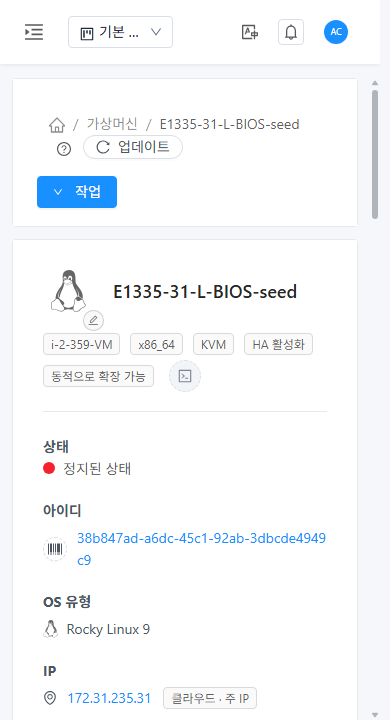 기본 ...
AC
/ 가상머신 / E1335-31-L-BIOS-seed
업데이트
작업
E1335-31-L-BIOS-seed
i-2-359-VM x86_64 KVM HA 활성화
동적으로 확장 가능
상태
정지된 상태
아이디
38b847ad-a6dc-45c1-92ab-3dbcde4949
c9
OS 유형
Rocky Linux 9
IP
172.31.235.31 클라우드 · 주 IP